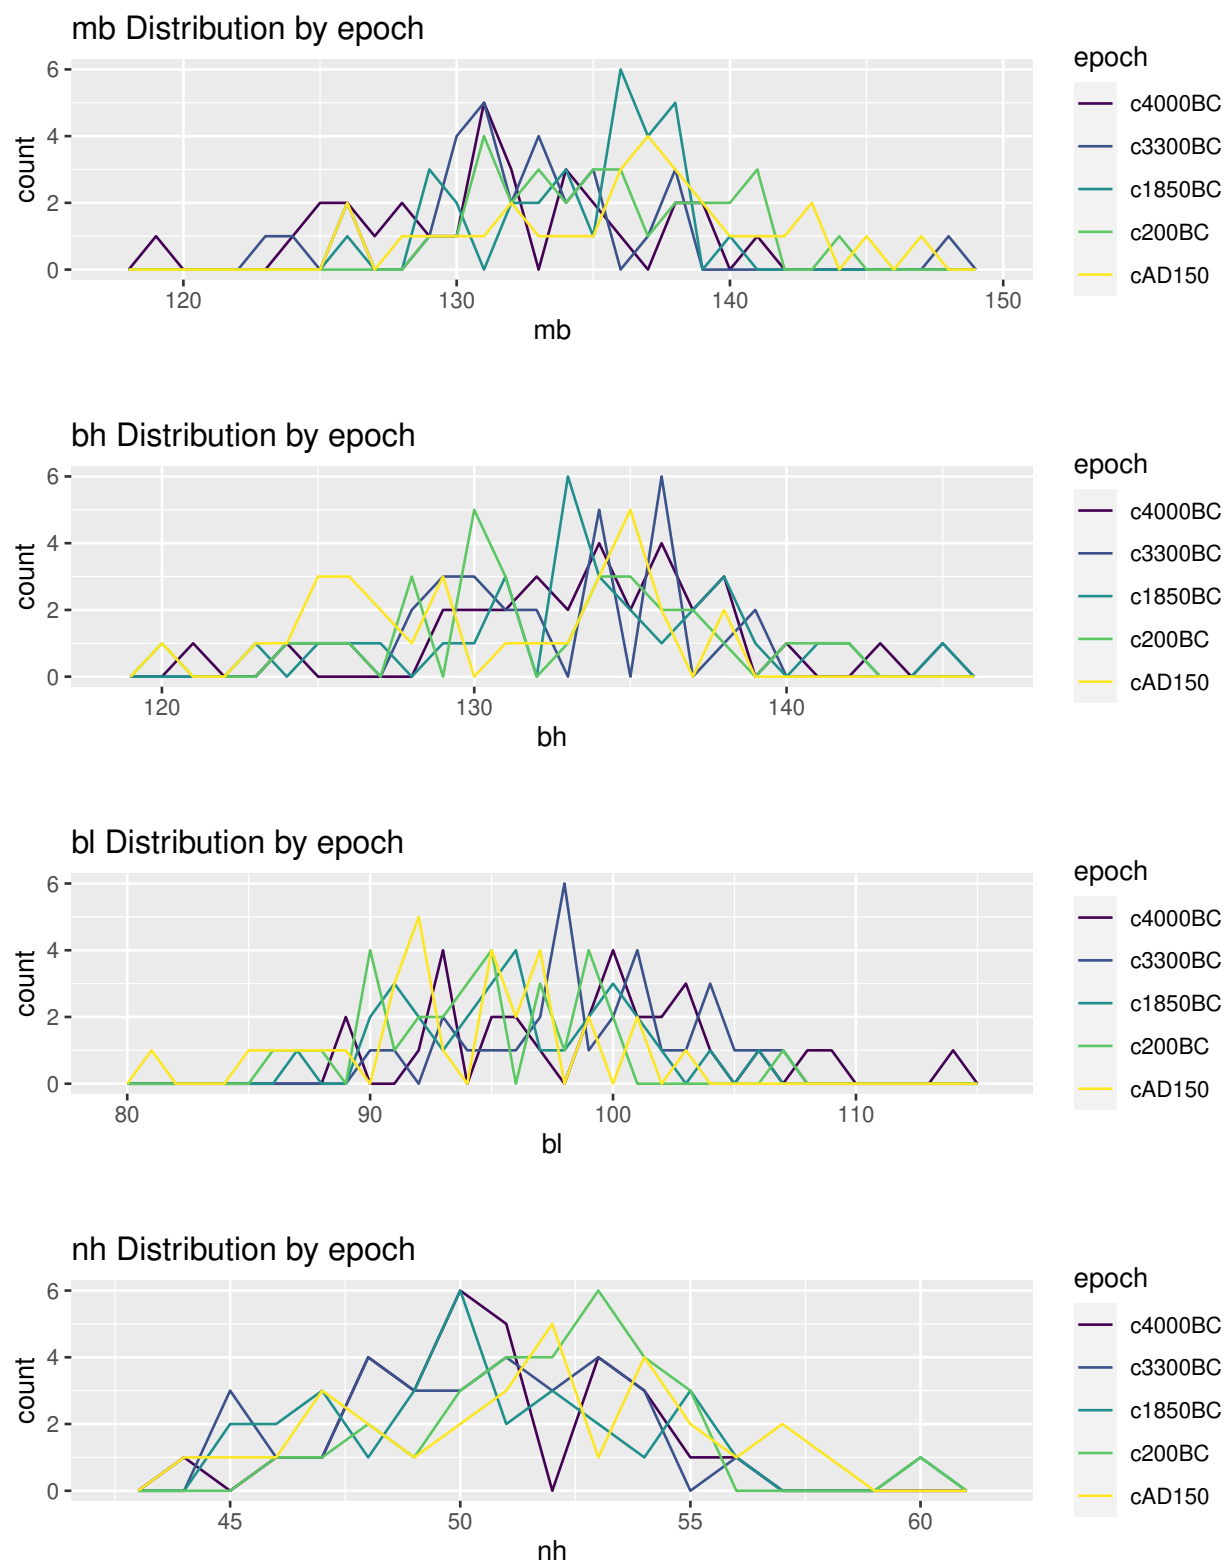 mb Distribution by epoch
6
4
2
0
count
120
130
140
150
mb
epoch
c4000BC
c3300BC
c1850BC
c200BC
cAD150
bh Distribution by epoch
6
4
2
0
count
120
130
140
bh
epoch
c4000BC
c3300BC
c1850BC
c200BC
cAD150
bl Distribution by epoch
6
4
2
0
count
80
90
100
110
bl
epoch
c4000BC
c3300BC
c1850BC
c200BC
cAD150
nh Distribution by epoch
6
4
2
0
count
45
50
55
60
nh
epoch
c4000BC
c3300BC
c1850BC
c200BC
cAD150